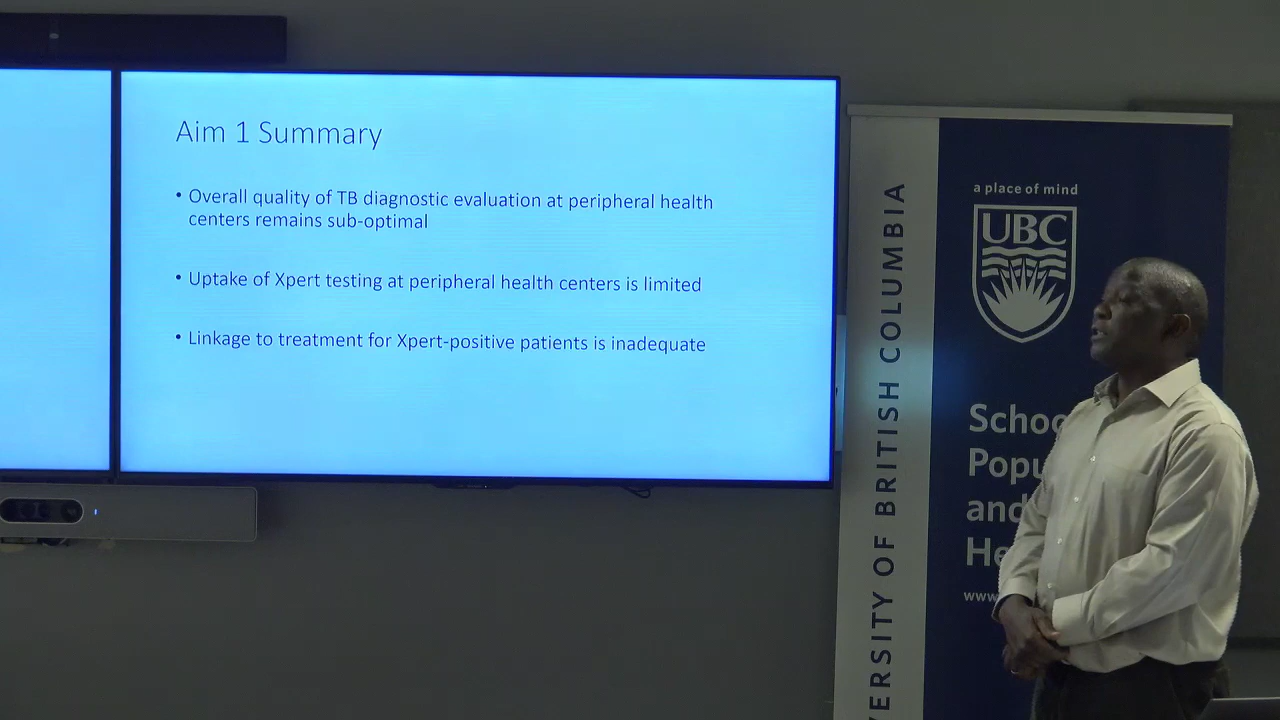 Aim 1 Summary
• Overall quality of TB diagnostic evaluation at peripheral health
centers remains sub-optimal
• Uptake of Xpert testing at peripheral health centers is limited
• Linkage to treatment for Xpert-positive patients is inadequate
VERSITY OF BRITISH COLUMBIA
a place of mind
UBC
Schoo
Popu
and
He
www.